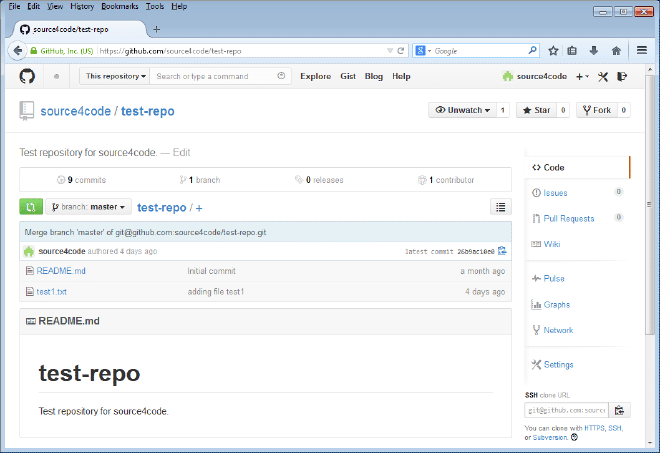 File Edit View History Bookmarks Tools Help
source4code/test-repo
GitHub, Inc. (US) https://github.com/source4code/test-repo
Google
This repository Search or type a command Explore Gist Blog Help source4code
source4code / test-repo Unwatch 1 Star 0 Fork 0
Test repository for source4code. — Edit
9 commits 1 branch 0 releases 1 contributor
branch: master test-repo / +
Merge branch 'master' of git@github.com:source4code/test-repo.git
source4code authored 4 days ago latest commit
README.md Initial commit a month ago
test1.txt adding file test1 4 days ago
README.md
test-repo
Test repository for source4code.
Code
Issues 0
Pull Requests 0
Wiki
Pulse
Graphs
Network
Settings
SSH clone URL
git@github.com:sourc
You can clone with HTTPS, SSH,
or Subversion.